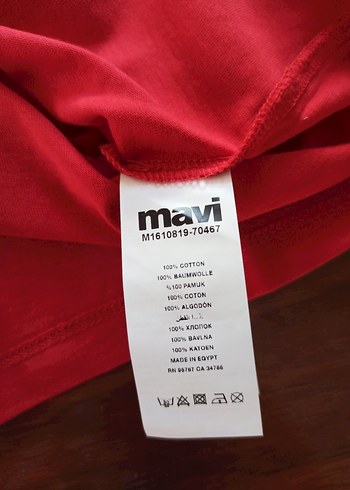 mavi
M1610819-70467
100% COTTON
100% BAUMWOLLE
%100 PAMUK
100% COTON
100% ALGODÓN
100% ХЛОПОК
100% BAVLNA
100% KATOEN
MADE IN EGYPT
RN 95767 CA 34786